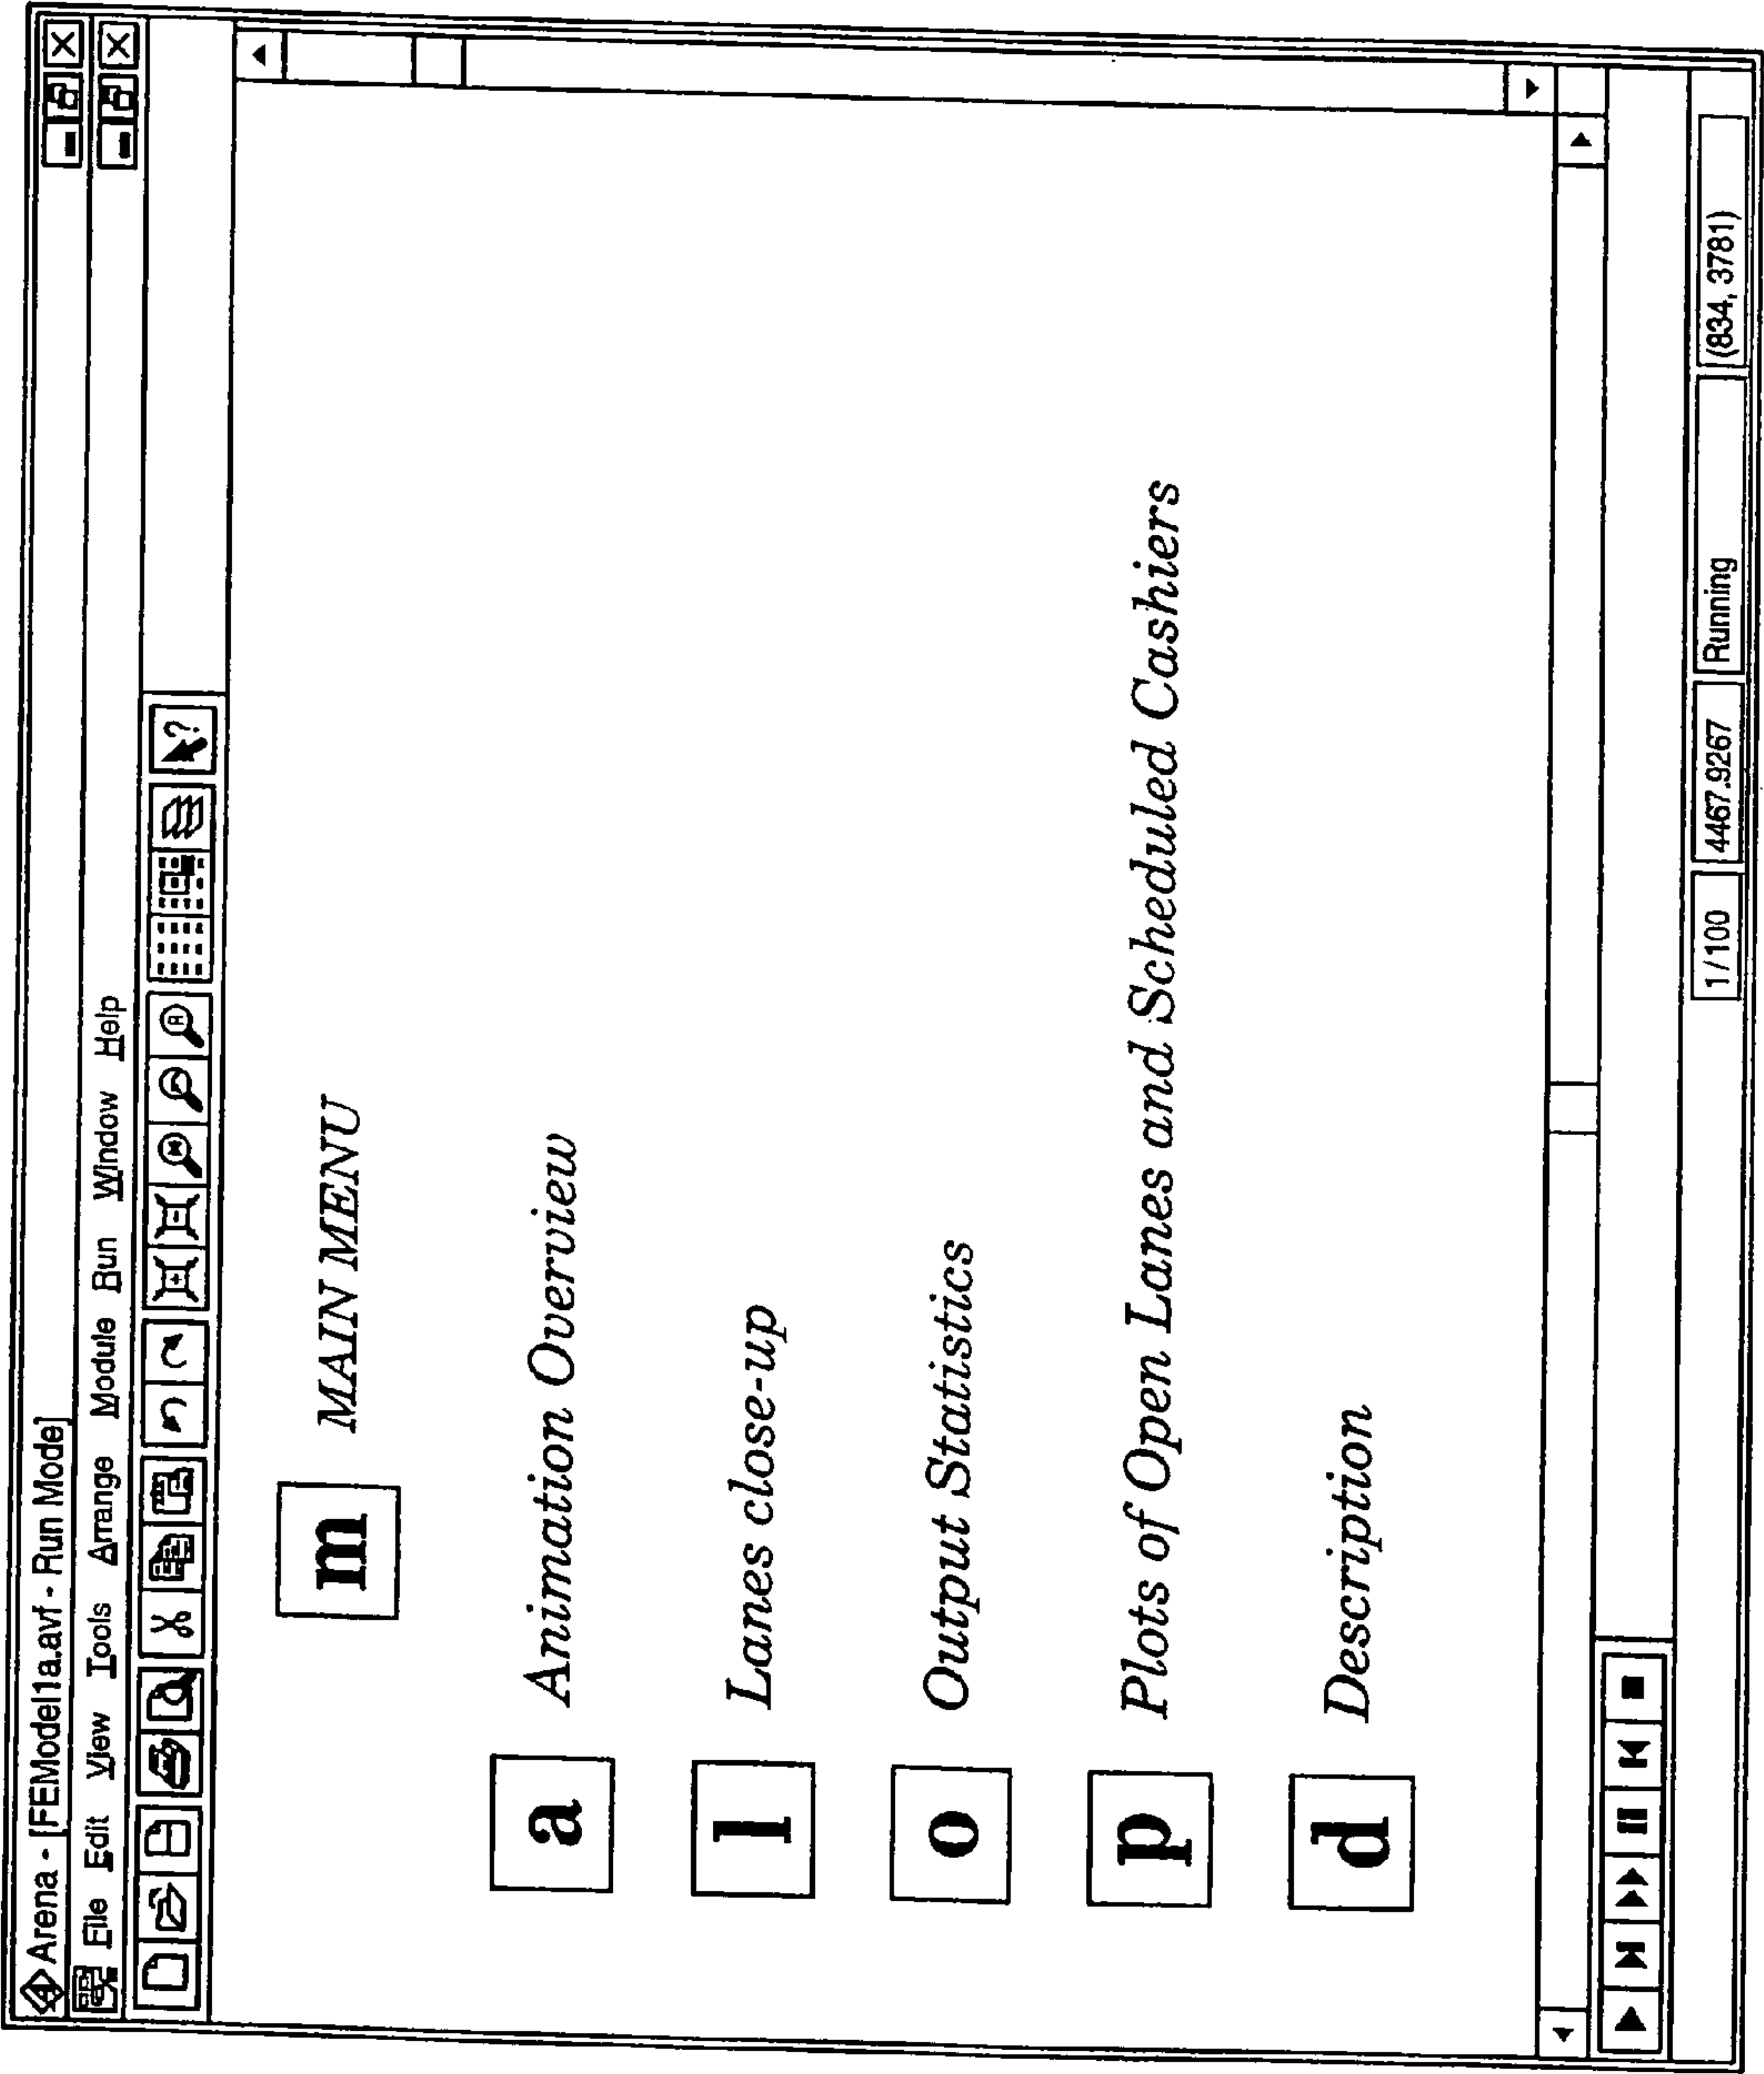 Arena - [FEModel1a.avf - Run Mode]
File Edit View Tools Arrange Module Run Window Help
m MAIN MENU
a Animation Overview
l Lanes close-up
o Output Statistics
p Plots of Open Lanes and Scheduled Cashiers
d Description
1/100 4467.9267 Running (834, 3781)